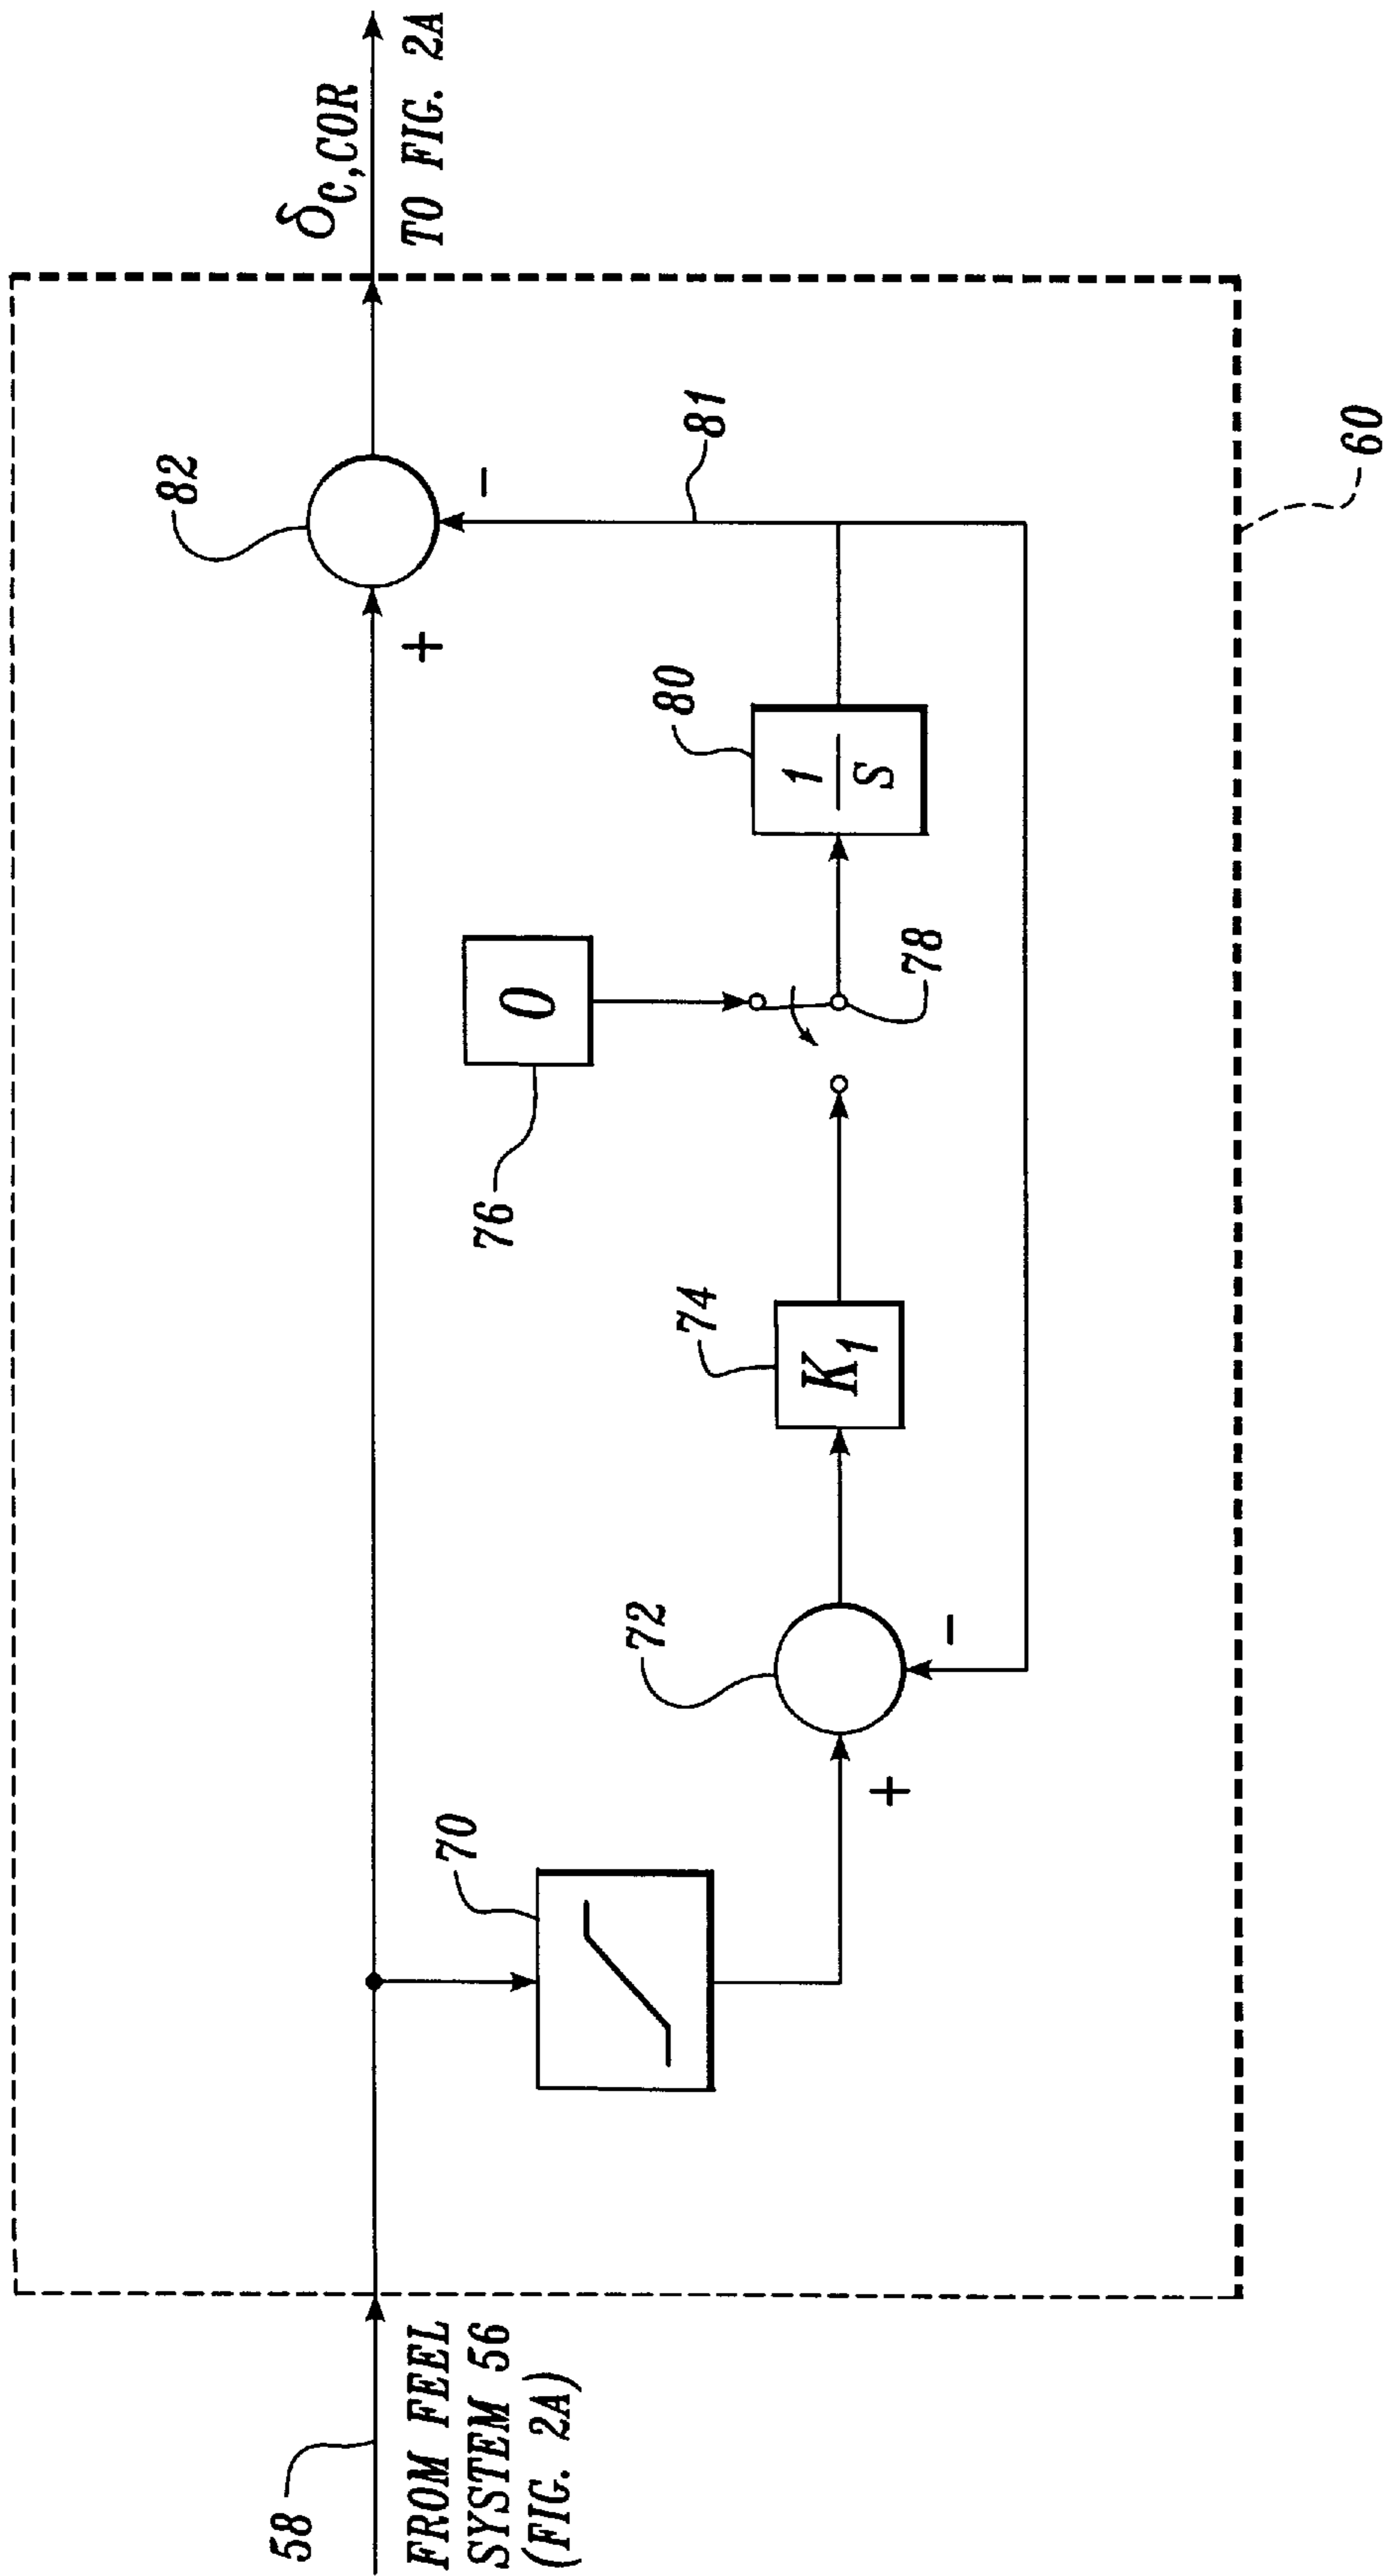 58
FROM FEEL
SYSTEM 56
(FIG. 2A)
70
+
72
-
74
K1
76
0
78
80
1
S
81
82
+
-
δC,COR
TO FIG. 2A
60